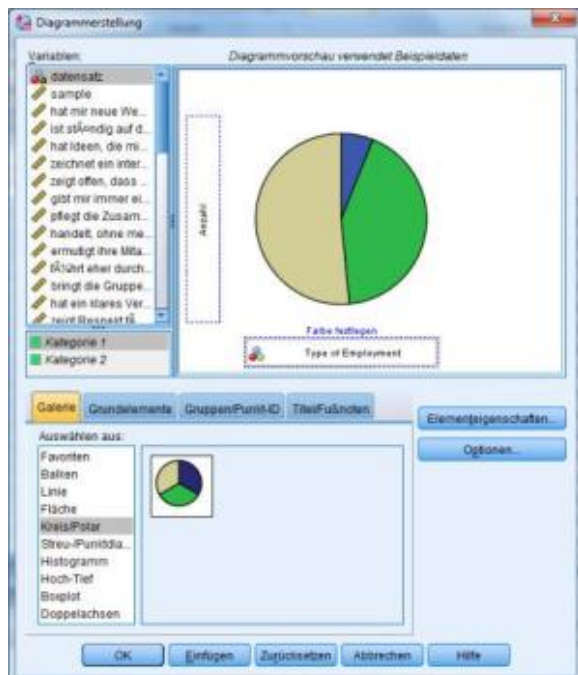 Diagrammerstellung
Variablen:
Diagrammvorschau verwendet Beispieldaten
datensatz
sample
hat mir neue We...
ist stÃ¤ndig auf d...
hat Ideen, die mi...
zeichnet ein inter...
zeigt offen, dass ...
gibt mir immer ei...
pflegt die Zusam...
handelt, ohne me...
ermutigt ihre Mita...
fÃ¼hrt eher durch...
bringt die Gruppe...
hat ein klares Ver...
zeigt Respekt fÃ...
Kategorie 1
Kategorie 2
Anzahl
Farbe festlegen
Type of Employment
Galerie
Grundelemente
Gruppen/Punkt-ID
Titel/Fußnoten
Elementeigenschaften...
Optionen...
Auswählen aus:
Favoriten
Balken
Linie
Fläche
Kreis/Polar
Streu-/Punktdia...
Histogramm
Hoch-Tief
Boxplot
Doppelachsen
OK
Einfügen
Zurücksetzen
Abbrechen
Hilfe